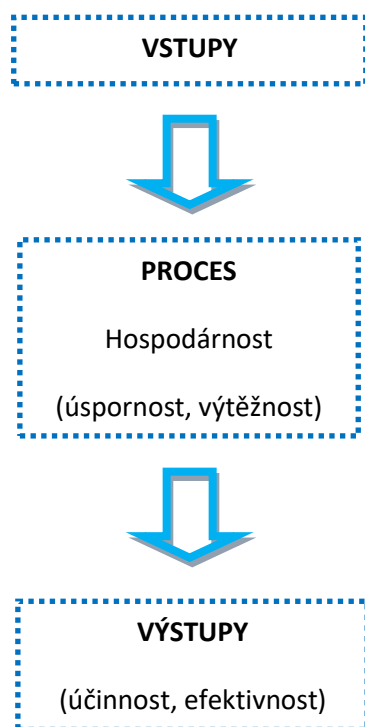 VSTUPY
PROCES
Hospodárnost
(úspornost, výtěžnost)
VÝSTUPY
(účinnost, efektivnost)